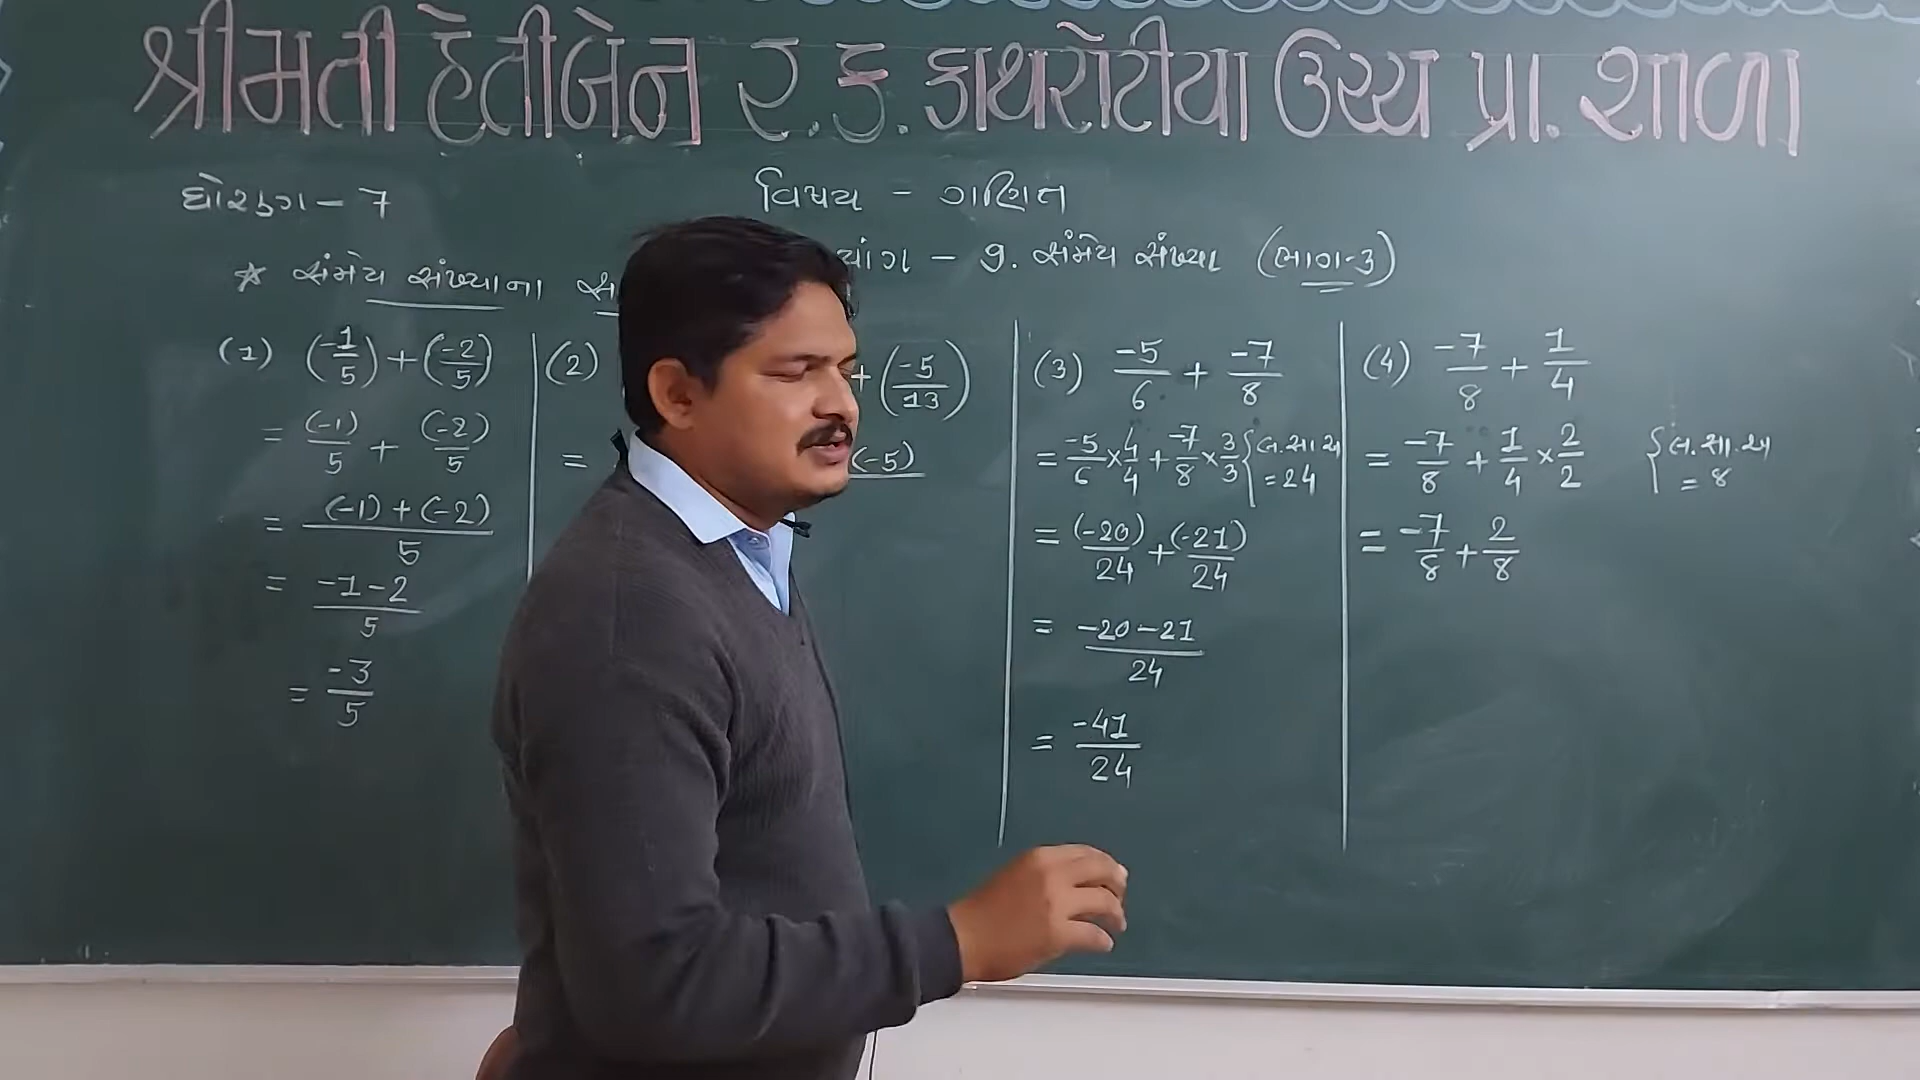 શ્રીમતી હેતીબેન ર. ક. કાથરોટીયા ઉચ્ચ પ્રા. શાળા
ધોરણ - 7
વિષય - ગણિત
- 9. સંમેય સંખ્યા (ભાગ-3)
* સંમેય સંખ્યાના
(1) (-1/5) + (-2/5)
= (-1)/5 + (-2)/5
= (-1) + (-2)/5
= -1-2/5
= -3/5
(2) + (-5/13)
= (-5)
(3) -5/6 + -7/8
= -5/6 × 4/4 + -7/8 × 3/3 { લ.સા.અ = 24
= (-20)/24 + (-21)/24
= -20-21/24
= -41/24
(4) -7/8 + 1/4
= -7/8 + 1/4 × 2/2 { લ.સા.અ = 8
= -7/8 + 2/8